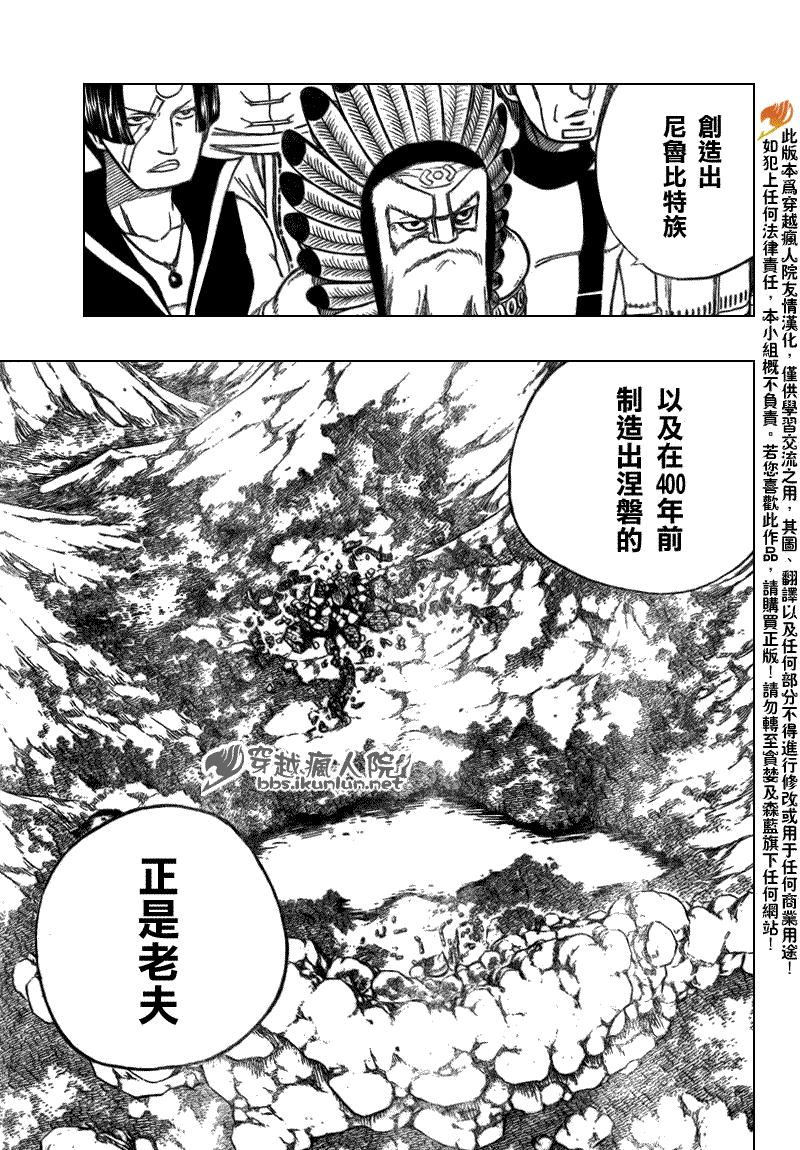 創造出
尼魯比特族
以及在400年前
制造出涅磐的
正是老夫
穿越瘋人院
bbs.ikunlun.net
此版本爲穿越瘋人院友情漢化，僅供學習交流之用，其圖、翻譯以及任何部分不得進行修改或用于任何商業用途！
如犯上任何法律責任，本小組概不負責。若您喜歡此作品，請購買正版！請勿轉至貪婪及森藍旗下任何網站！